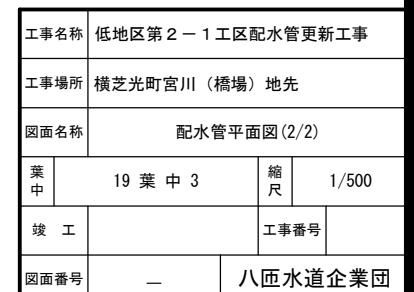 工事名称 低地区第２－１工区配水管更新工事
工事場所 横芝光町宮川（橋場）地先
図面名称 配水管平面図(2/2)
葉中 19 葉 中 3 縮尺 1/500
竣 工 工事番号
図面番号 － 八匝水道企業団